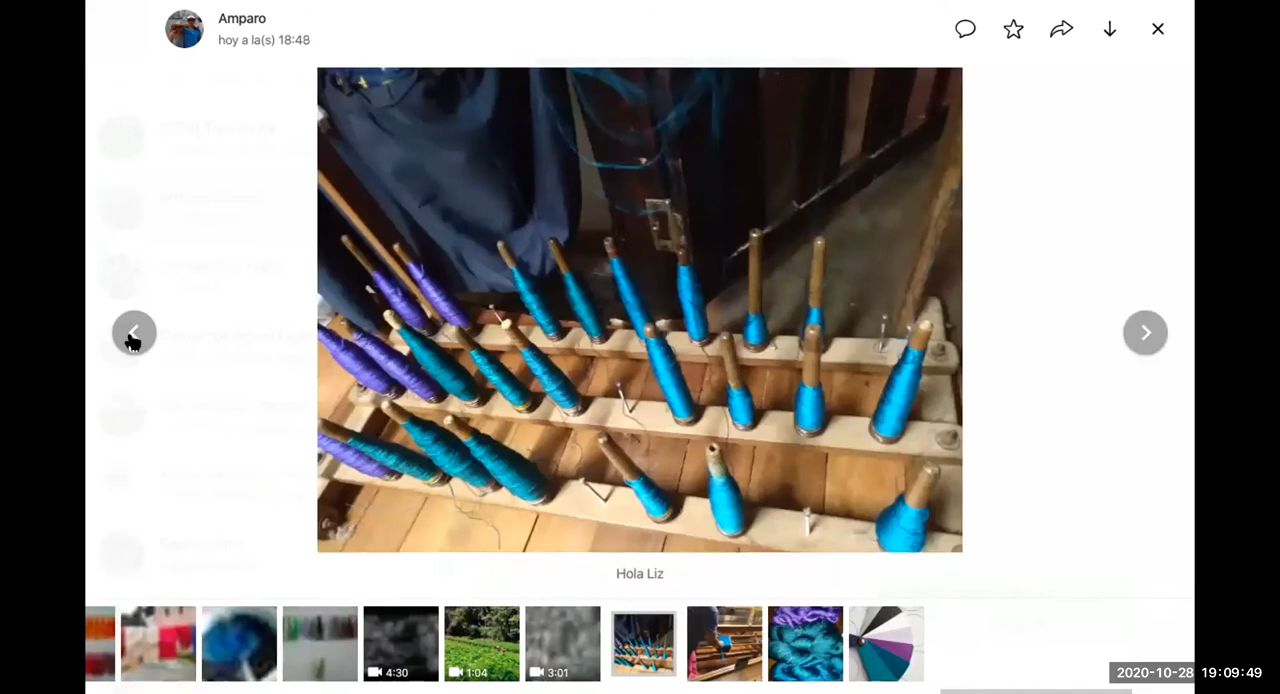 Amparo
hoy a la(s) 18:48
Hola Liz
4:30
1:04
3:01
2020-10-28 19:09:49